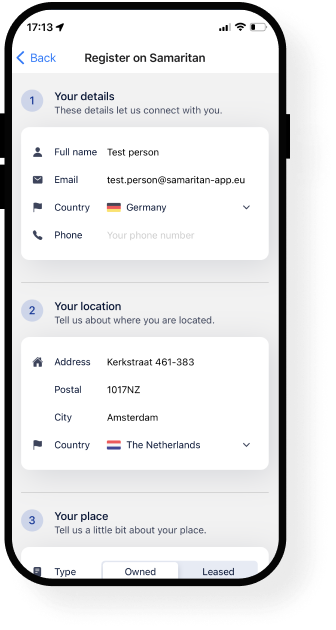 17:13
Back
Register on Samaritan
1
Your details
These details let us connect with you.
Full name Test person
Email test.person@samaritan-app.eu
Country Germany
Phone Your phone number
2
Your location
Tell us about where you are located.
Address Kerkstraat 461-383
Postal 1017NZ
City Amsterdam
Country The Netherlands
3
Your place
Tell us a little bit about your place.
Type Owned Leased